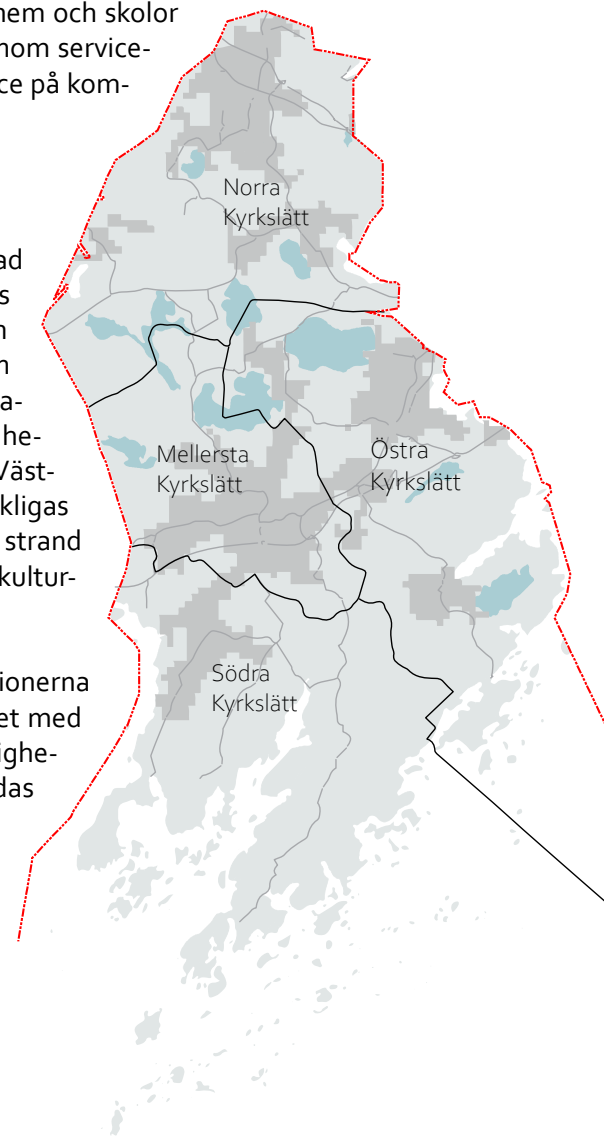 nem och skolor
nom service-
ce på kom-
ad
s
n
n
a-
he-
Väst-
kligas
strand
kultur-
ionerna
et med
ighe-
das
Norra
Kyrkslätt
Mellersta
Kyrkslätt
Östra
Kyrkslätt
Södra
Kyrkslätt